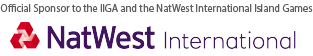 Official Sponsor to the IIGA and the NatWest International Island Games
NatWest International